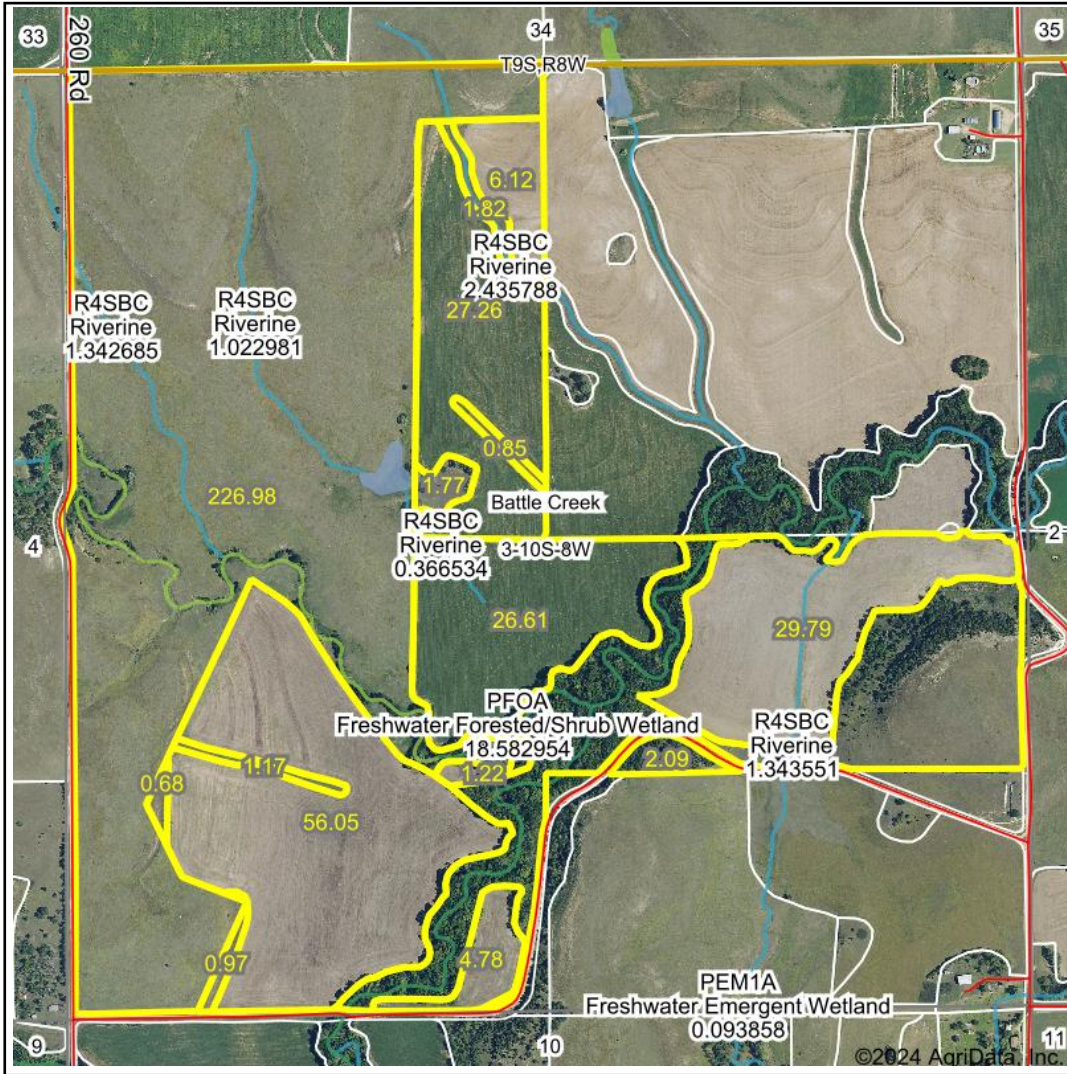 33
34
35
260 Rd
T9S,R8W
6.12
1.82
R4SBC
Riverine
2.435788
27.26
R4SBC
Riverine
1.342685
R4SBC
Riverine
1.022981
0.85
1.77
226.98
Battle Creek
R4SBC
Riverine
0.366534
3-10S-8W
4
2
26.61
29.79
PFOA
Freshwater Forested/Shrub Wetland
18.582954
R4SBC
Riverine
1.343551
2.09
1.22
1.17
0.68
56.05
0.97
4.78
PEM1A
Freshwater Emergent Wetland
0.093858
9
10
11
©2024 AgriData, Inc.